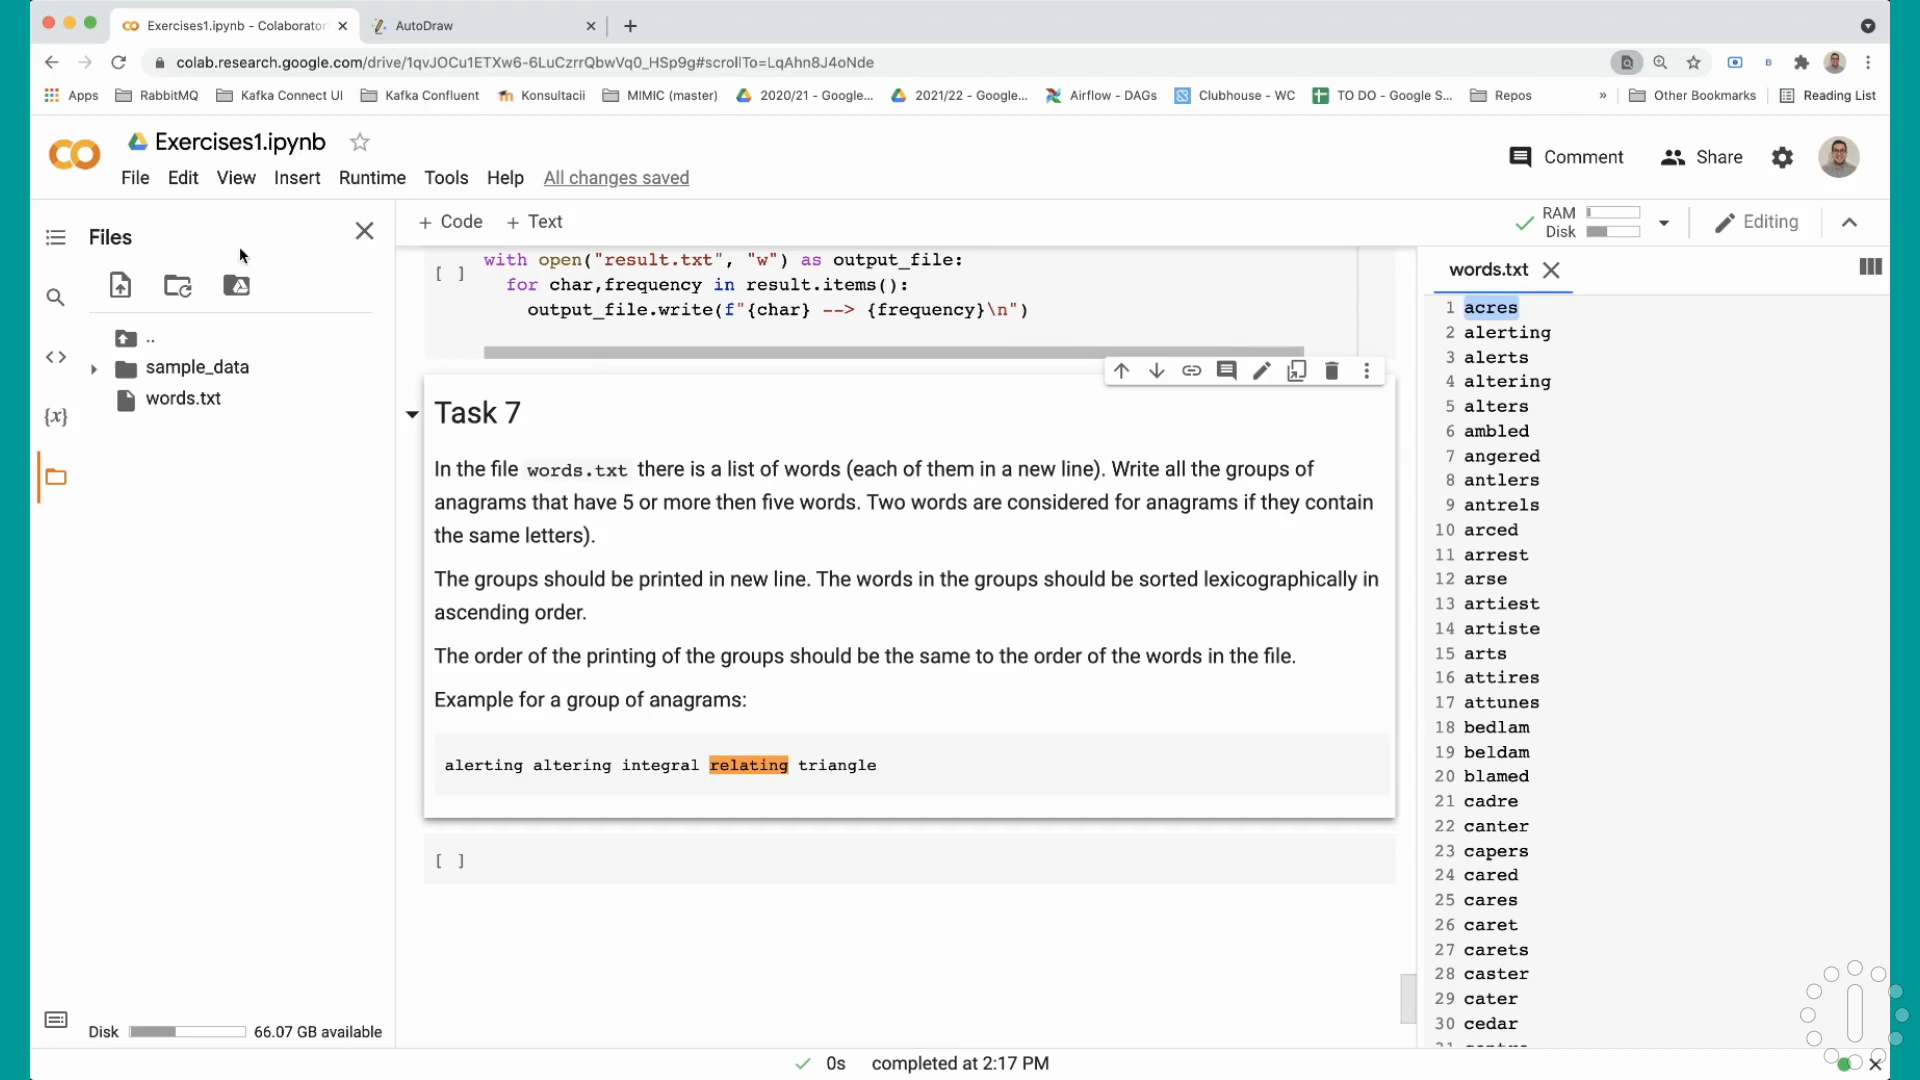 Exercises1.ipynb - Colaborator
AutoDraw
colab.research.google.com/drive/1qvJOCu1ETXw6-6LuCzrrQbwVq0_HSp9g#scrollTo=LqAhn8J4oNde
Apps RabbitMQ Kafka Connect UI Kafka Confluent Konsultacii MIMIC (master) 2020/21 - Google... 2021/22 - Google... Airflow - DAGs Clubhouse - WC TO DO - Google S... Repos » Other Bookmarks Reading List
Exercises1.ipynb
Comment Share
File Edit View Insert Runtime Tools Help All changes saved
Files
+ Code + Text
RAM
Disk
Editing
..
sample_data
words.txt
{x}
Disk 66.07 GB available
[ ]
with open("result.txt", "w") as output_file:
for char,frequency in result.items():
output_file.write(f"{char} --> {frequency}\n")
Task 7
In the file words.txt there is a list of words (each of them in a new line). Write all the groups of
anagrams that have 5 or more then five words. Two words are considered for anagrams if they contain
the same letters).
The groups should be printed in new line. The words in the groups should be sorted lexicographically in
ascending order.
The order of the printing of the groups should be the same to the order of the words in the file.
Example for a group of anagrams:
alerting altering integral relating triangle
[ ]
words.txt
1 acres
2 alerting
3 alerts
4 altering
5 alters
6 ambled
7 angered
8 antlers
9 antrels
10 arced
11 arrest
12 arse
13 artiest
14 artiste
15 arts
16 attires
17 attunes
18 bedlam
19 beldam
20 blamed
21 cadre
22 canter
23 capers
24 cared
25 cares
26 caret
27 carets
28 caster
29 cater
30 cedar
0s completed at 2:17 PM